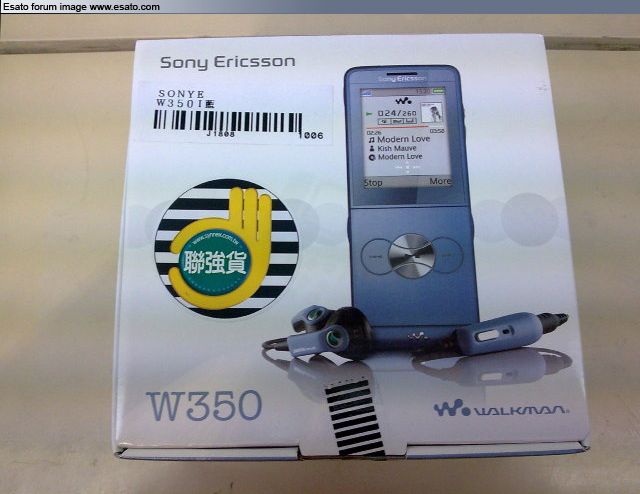 Esato forum image www.esato.com
Sony Ericsson
SONYE
W350I藍
J1808
1006
www.synnex.com.tw
聯強貨
Sony Ericsson
024/260
02:26
03:58
Modern Love
Kish Mauve
Modern Love
Stop
More
W350
WALKMAN